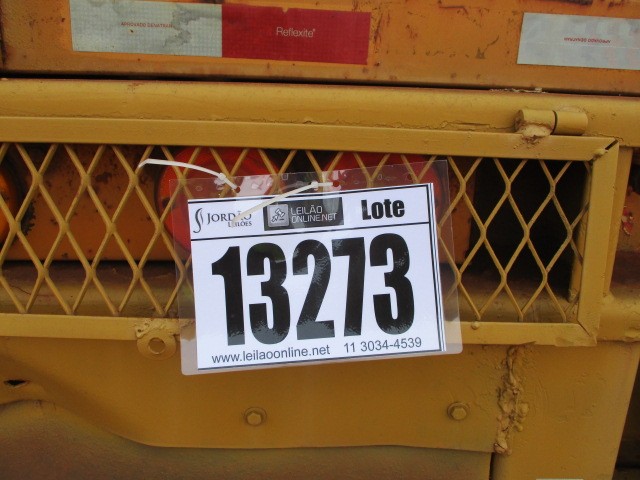 Reflexite®
JORDÃO LEILÕES LEILÃO ONLINE.NET Lote
13273
www.leilaoonline.net 11 3034-4539